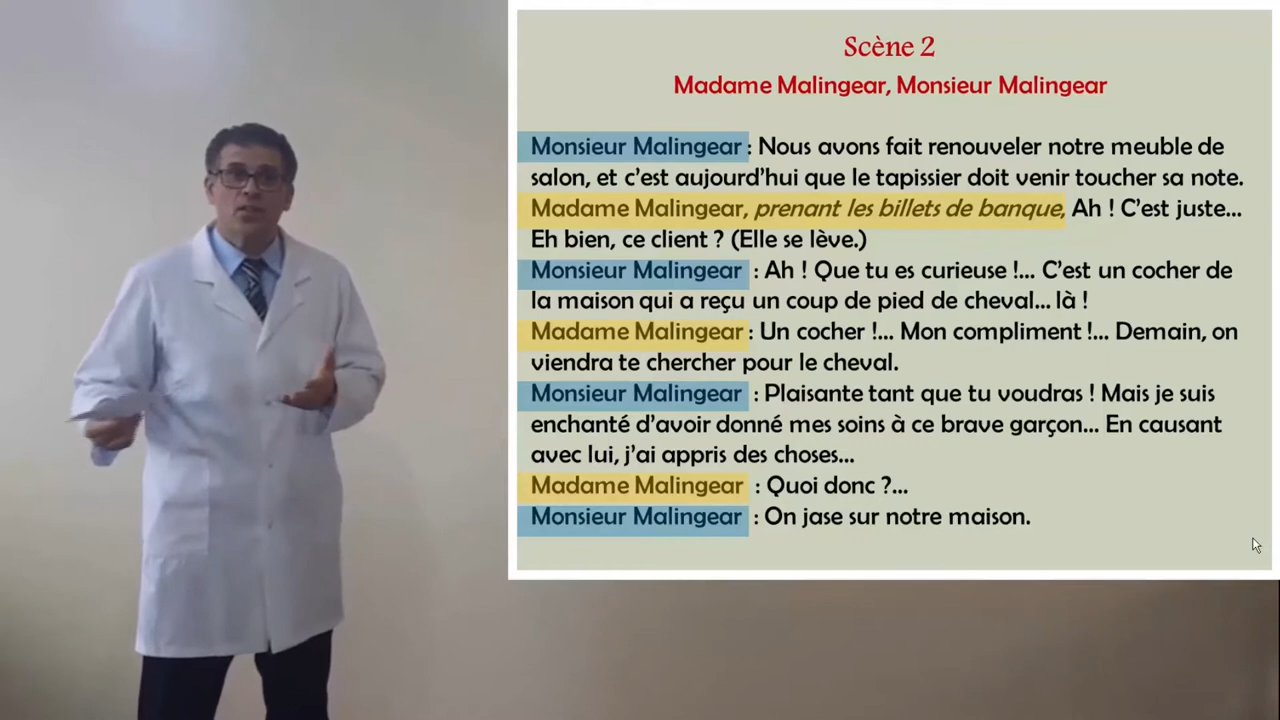 Scène 2
Madame Malingear, Monsieur Malingear
Monsieur Malingear : Nous avons fait renouveler notre meuble de
salon, et c’est aujourd’hui que le tapissier doit venir toucher sa note.
Madame Malingear, prenant les billets de banque, Ah ! C’est juste...
Eh bien, ce client ? (Elle se lève.)
Monsieur Malingear : Ah ! Que tu es curieuse !... C’est un cocher de
la maison qui a reçu un coup de pied de cheval... là !
Madame Malingear : Un cocher !... Mon compliment !... Demain, on
viendra te chercher pour le cheval.
Monsieur Malingear : Plaisante tant que tu voudras ! Mais je suis
enchanté d’avoir donné mes soins à ce brave garçon... En causant
avec lui, j’ai appris des choses...
Madame Malingear : Quoi donc ?...
Monsieur Malingear : On jase sur notre maison.